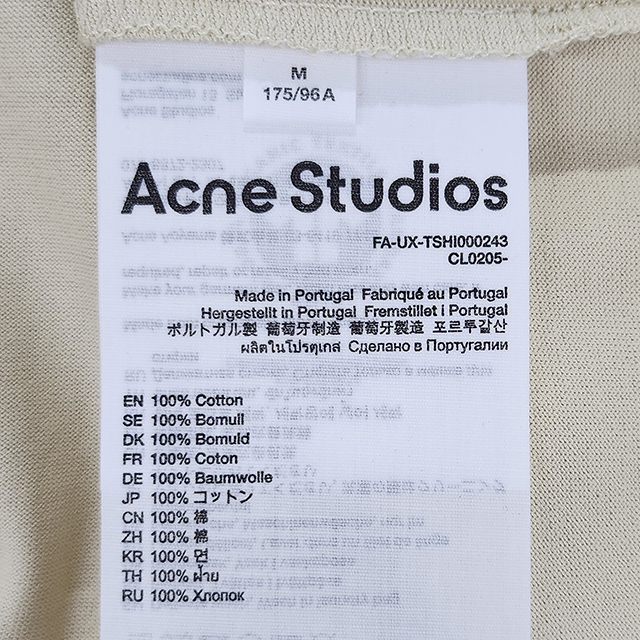 M
175/96A
Acne Studios
FA-UX-TSHI000243
CL0205-
Made in Portugal Fabriqué au Portugal
Hergestellt in Portugal Fremstillet i Portugal
ポルトガル製 葡萄牙制造 葡萄牙製造 포르투갈산
ผลิตในโปรตุเกส Сделано в Португалии
EN 100% Cotton
SE 100% Bomull
DK 100% Bomuld
FR 100% Coton
DE 100% Baumwolle
JP 100% コットン
CN 100% 棉
ZH 100% 棉
KR 100% 면
TH 100% ฝ้าย
RU 100% Хлопок